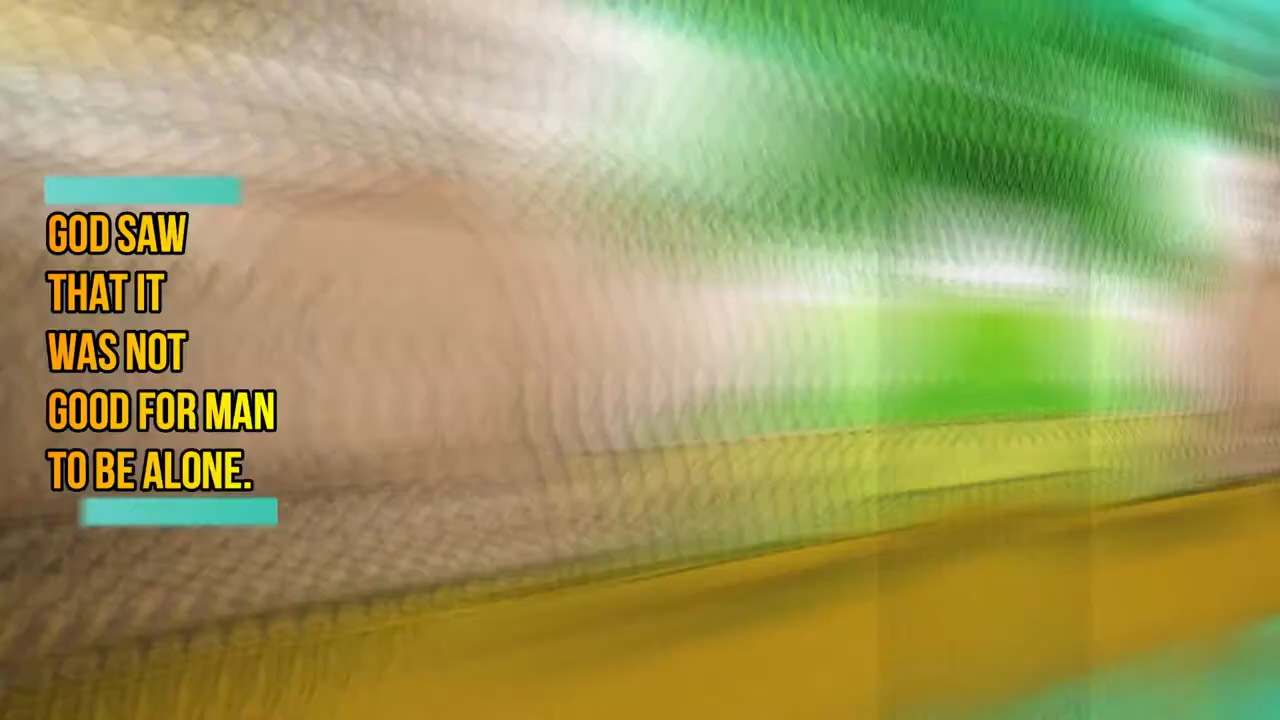 GOD SAW
THAT IT
WAS NOT
GOOD FOR MAN
TO BE ALONE.